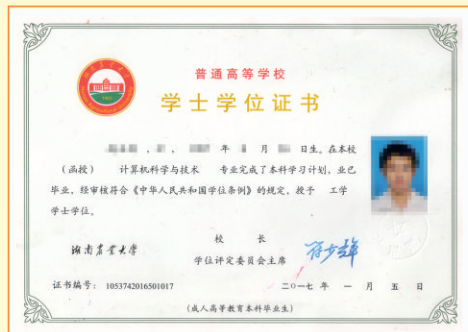 普通高等学校
学士学位证书
年 月 日生。在本校
（函授） 计算机科学与技术 专业完成了本科学习计划，业已
毕业，经审核符合《中华人民共和国学位条例》的规定，授予 工学
学士学位。
湖南农业大学
校 长
学位评定委员会主席
证书编号：1053742016501017
二〇一七年 一 月 五 日
（成人高等教育本科毕业生）